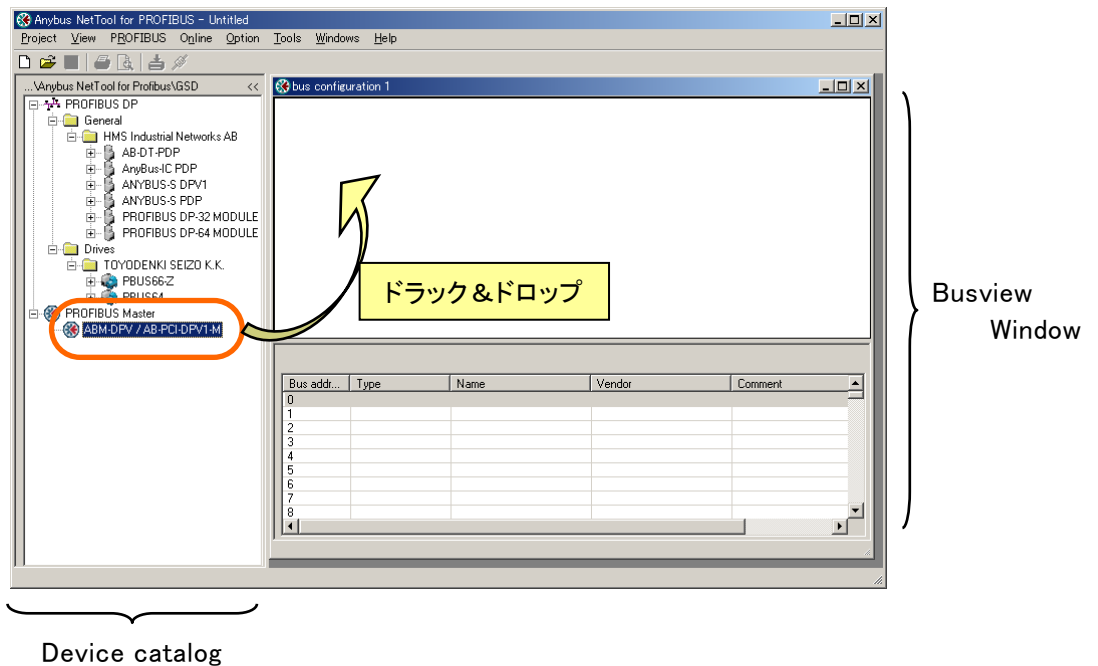 Anybus NetTool for PROFIBUS - Untitled
Project View PROFIBUS Online Option Tools Windows Help
...\Anybus NetTool for Profibus\GSD <<
PROFIBUS DP
General
HMS Industrial Networks AB
AB-DT-PDP
AnyBus-IC PDP
ANYBUS-S DPV1
ANYBUS-S PDP
PROFIBUS DP-32 MODULE
PROFIBUS DP-64 MODULE
Drives
TOYODENKI SEIZO K.K.
PBUS66-Z
PBUS64
PROFIBUS Master
ABM-DPV / AB-PCI-DPV1-M
bus configuration 1
ドラック&ドロップ
Bus addr... Type Name Vendor Comment
0
1
2
3
4
5
6
7
8
Busview
Window
Device catalog